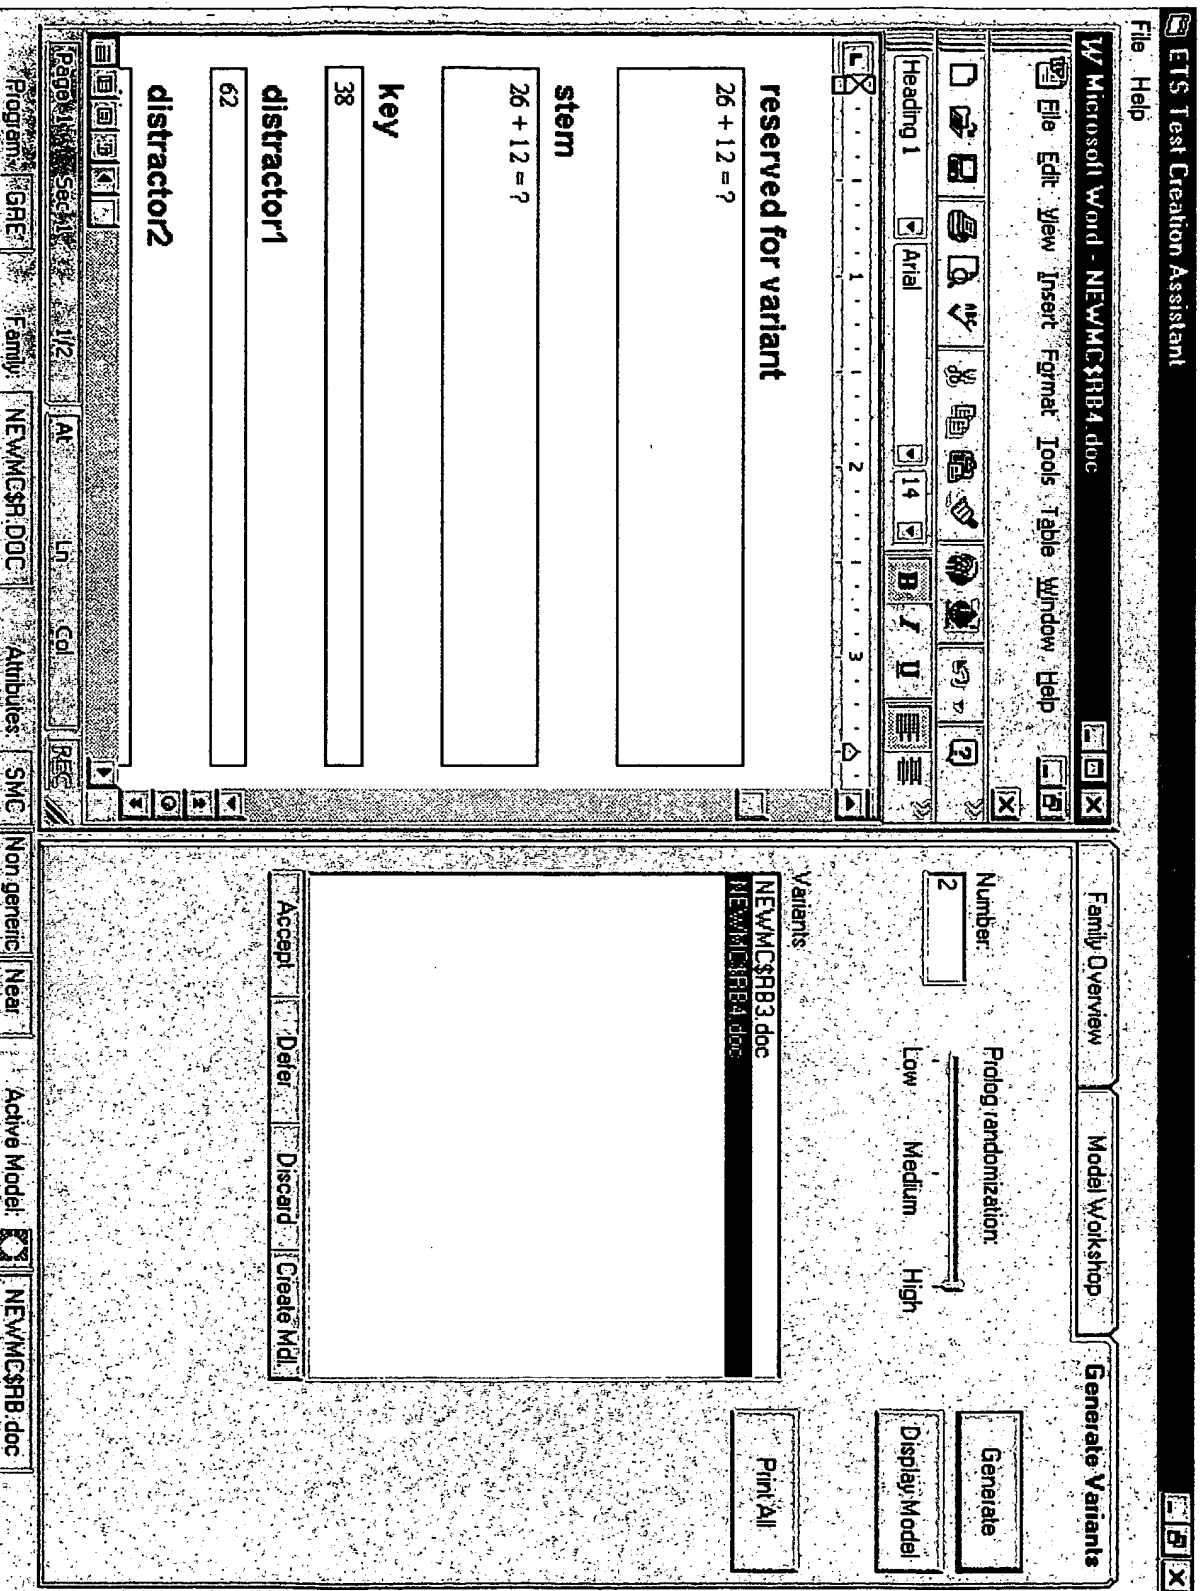 ETS Test Creation Assistant
File Help
W Microsoft Word - NEWMC$RB4.doc
File Edit View Insert Format Tools Table Window Help
ABC
Heading 1 Arial 14 B I U
L 1 2 3
reserved for variant
26 + 12 = ?
stem
26 + 12 = ?
key
38
distractor1
62
distractor2
Page 1 Sec 1 1/2 At Ln Col REC
Family Overview Model Workshop Generate Variants
Number:
2
Prolog randomization:
Low Medium High
Generate
Display Model
Variants:
NEWMC$RB3.doc
NEWMC$RB4.doc
Print All
Accept Defer Discard Create Mdl.
Program: GRE Family: NEWMC$R.DOC Attributes: SMC Non generic Near Active Model: NEWMC$RB.doc